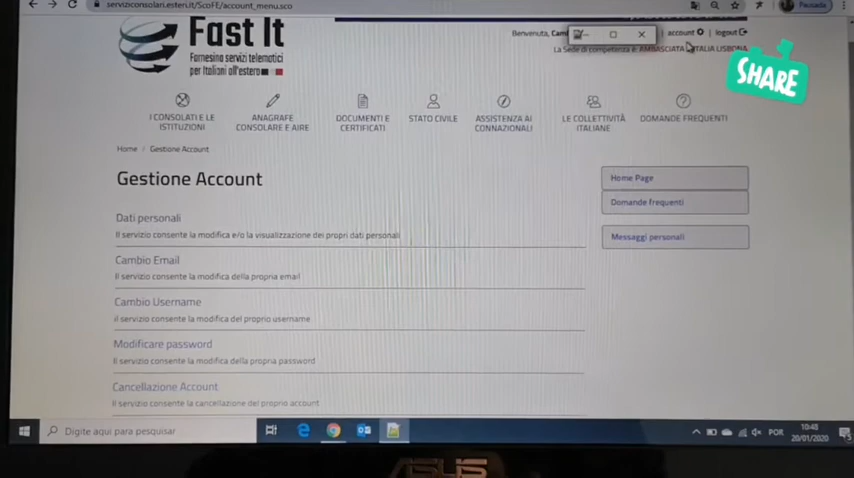 serviziconsolari.esteri.it/ScoFE/account_menu.sco
Pausada
Fast It
Farnesina servizi telematici
per Italiani all'estero
Benvenuta, Cami
account
logout
La Sede di competenza è: AMBASCIATA D'ITALIA LISBONA
SHARE
I CONSOLATI E LE
ISTITUZIONI
ANAGRAFE
CONSOLARE E AIRE
DOCUMENTI E
CERTIFICATI
STATO CIVILE
ASSISTENZA AI
CONNAZIONALI
LE COLLETTIVITÀ
ITALIANE
DOMANDE FREQUENTI
Home / Gestione Account
Gestione Account
Home Page
Domande frequenti
Messaggi personali
Dati personali
Il servizio consente la modifica e/o la visualizzazione dei propri dati personali
Cambio Email
Il servizio consente la modifica della propria email
Cambio Username
il servizio consente la modifica del proprio username
Modificare password
Il servizio consente la modifica della propria password
Cancellazione Account
Il servizio consente la cancellazione del proprio account
Digite aqui para pesquisar
POR
10:48
20/01/2020
ASUS